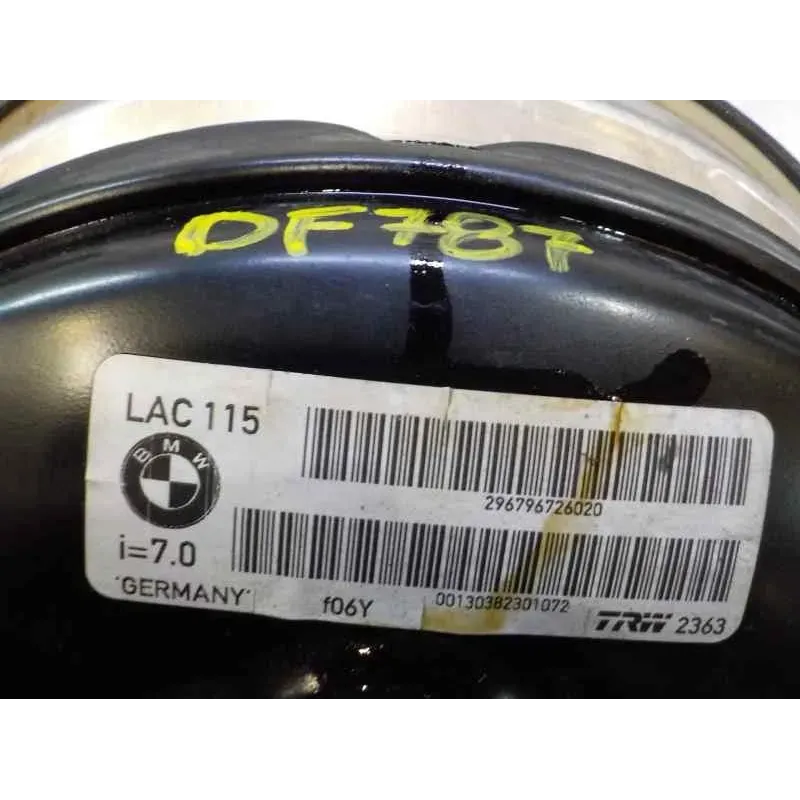 DF787
LAC 115
BMW
296796726020
i=7.0
00130382301072
"GERMANY"
f06Y
TRW 2363